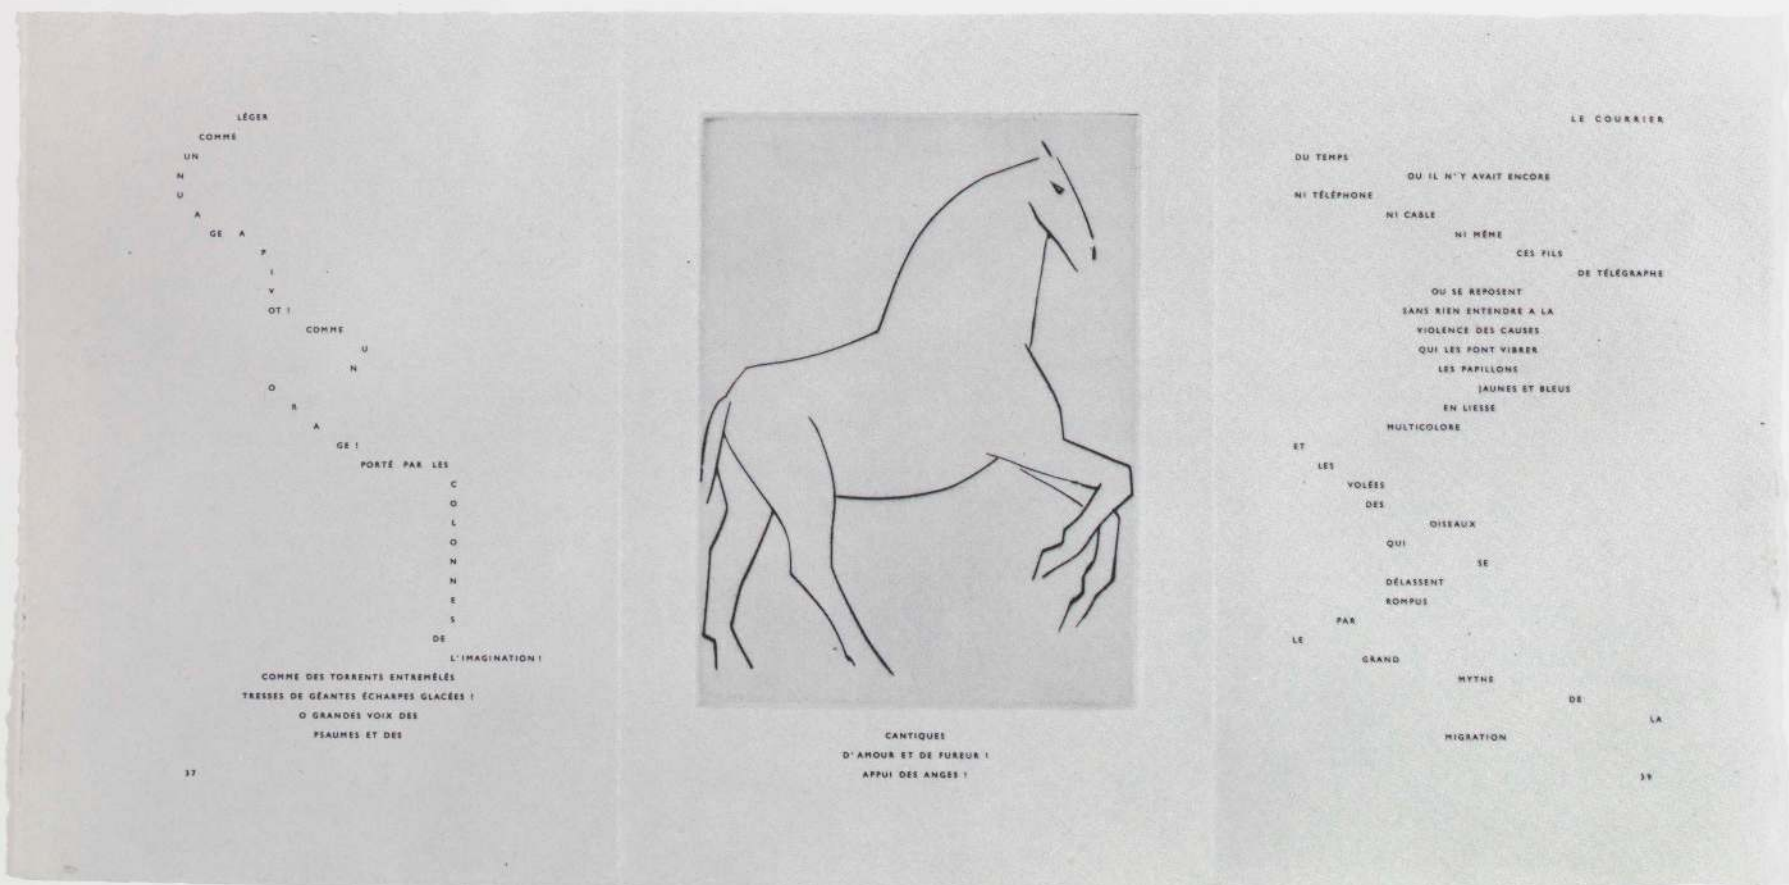 LÉGER
COMME
UN
N
U
A
GE A
P
I
V
OT !
COMME
U
N
O
R
A
GE !
PORTÉ PAR LES
C
O
L
O
N
N
E
S
DE
L'IMAGINATION !
COMME DES TORRENTS ENTREMÊLÉS
TRESSES DE GÉANTES ÉCHARPES GLACÉES !
O GRANDES VOIX DES
PSAUMES ET DES
37
CANTIQUES
D'AMOUR ET DE FUREUR !
APPUI DES ANGES !
LE COURRIER
DU TEMPS
OU IL N'Y AVAIT ENCORE
NI TÉLÉPHONE
NI CABLE
NI MÊME
CES FILS
DE TÉLÉGRAPHE
OU SE REPOSENT
SANS RIEN ENTENDRE A LA
VIOLENCE DES CAUSES
QUI LES FONT VIBRER
LES PAPILLONS
JAUNES ET BLEUS
EN LIESSE
MULTICOLORE
ET
LES
VOLÉES
DES
OISEAUX
QUI
SE
DÉLASSENT
ROMPUS
PAR
LE
GRAND
MYTHE
DE
LA
MIGRATION
39